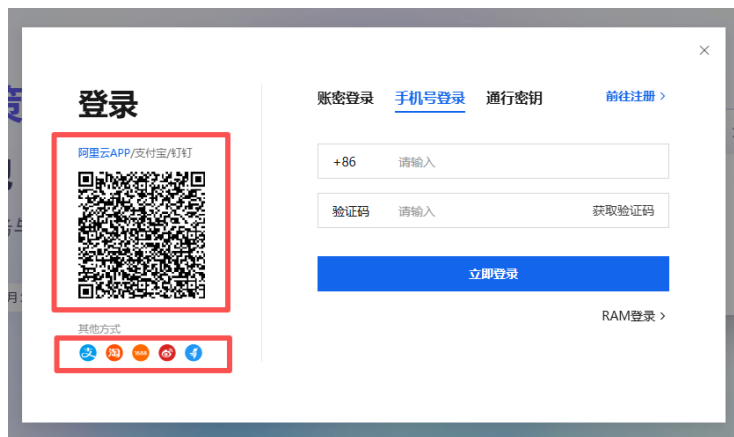 登录
阿里云APP/支付宝/钉钉
其他方式
淘 1688
账密登录 手机号登录 通行密钥 前往注册 >
+86 请输入
验证码 请输入 获取验证码
立即登录
RAM登录 >